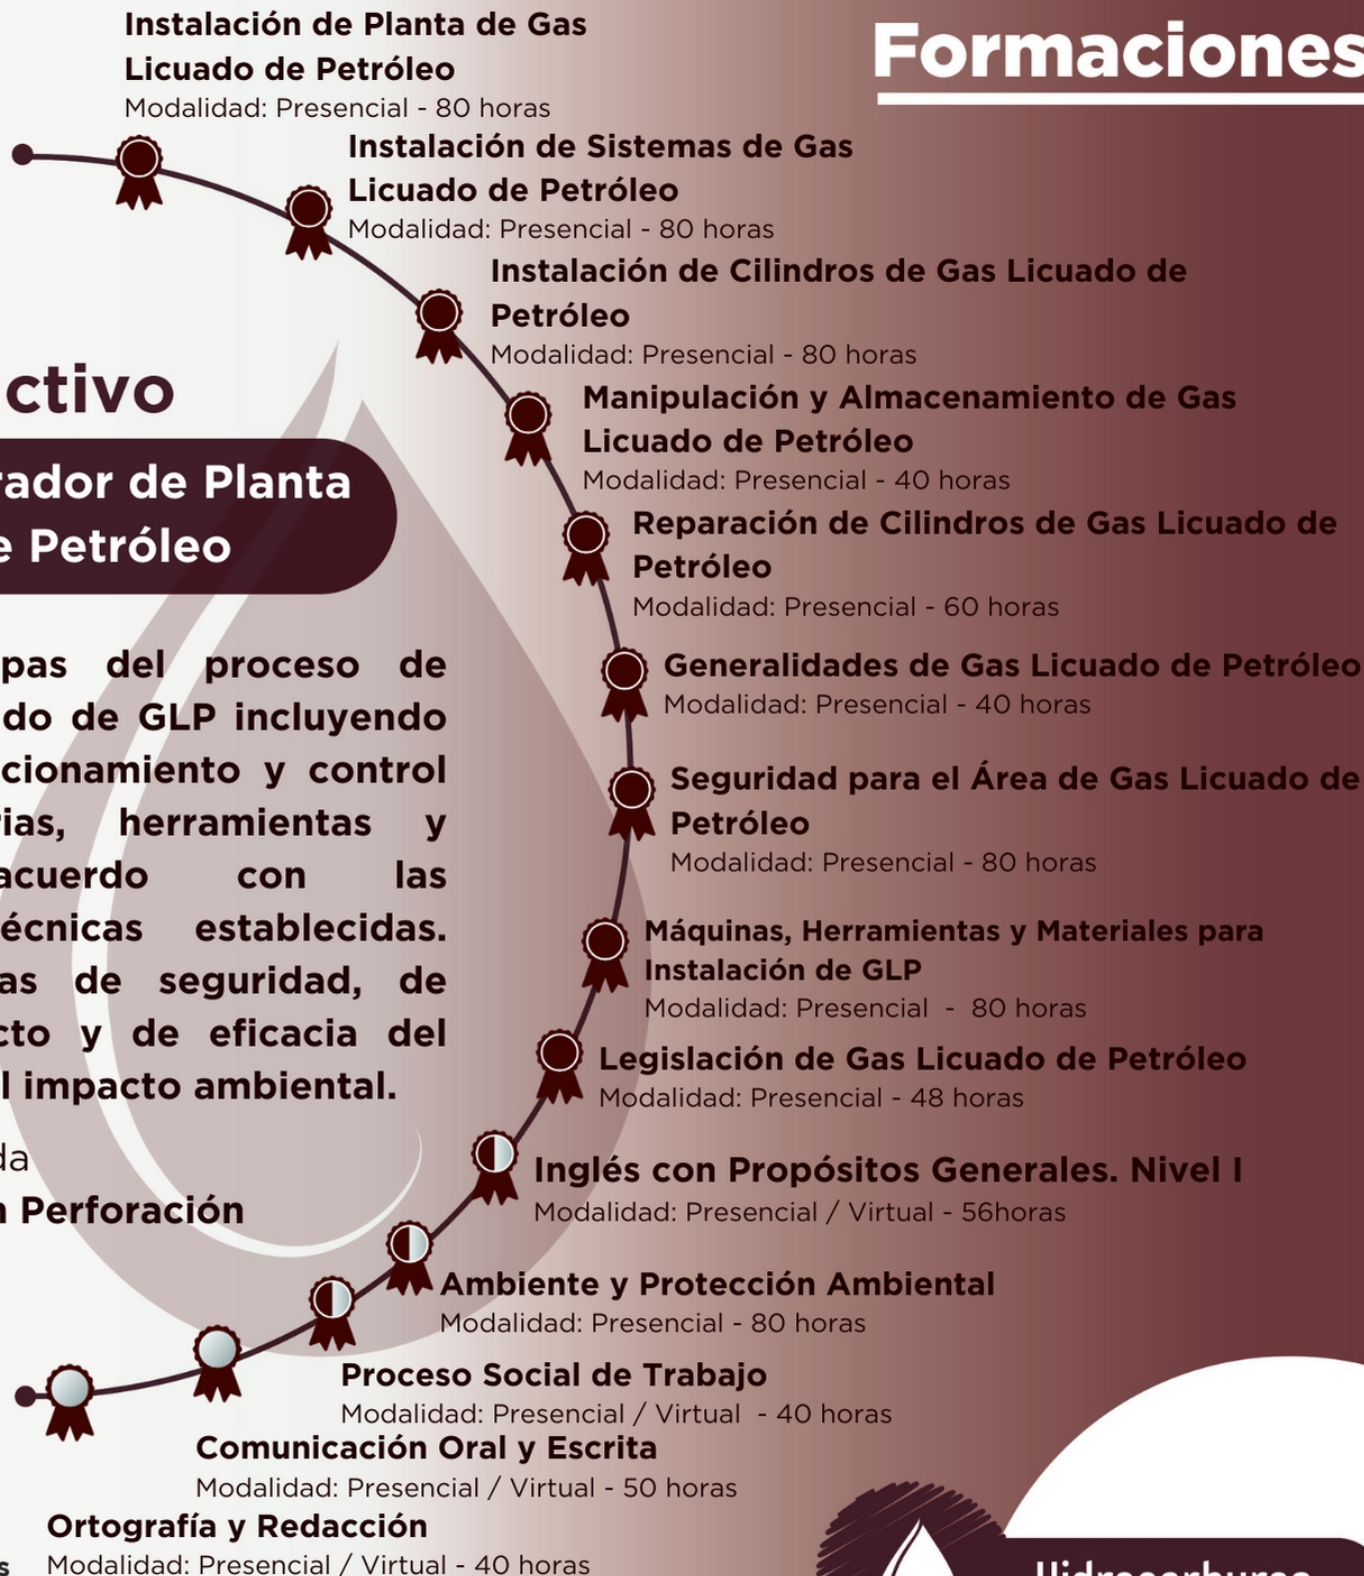 Formaciones
Instalación de Planta de Gas
Licuado de Petróleo
Modalidad: Presencial - 80 horas
Instalación de Sistemas de Gas
Licuado de Petróleo
Modalidad: Presencial - 80 horas
Instalación de Cilindros de Gas Licuado de
Petróleo
Modalidad: Presencial - 80 horas
Manipulación y Almacenamiento de Gas
Licuado de Petróleo
Modalidad: Presencial - 40 horas
Reparación de Cilindros de Gas Licuado de
Petróleo
Modalidad: Presencial - 60 horas
Generalidades de Gas Licuado de Petróleo
Modalidad: Presencial - 40 horas
Seguridad para el Área de Gas Licuado de
Petróleo
Modalidad: Presencial - 80 horas
Máquinas, Herramientas y Materiales para
Instalación de GLP
Modalidad: Presencial - 80 horas
Legislación de Gas Licuado de Petróleo
Modalidad: Presencial - 48 horas
Inglés con Propósitos Generales. Nivel I
Modalidad: Presencial / Virtual - 56horas
Ambiente y Protección Ambiental
Modalidad: Presencial - 80 horas
Proceso Social de Trabajo
Modalidad: Presencial / Virtual - 40 horas
Comunicación Oral y Escrita
Modalidad: Presencial / Virtual - 50 horas
Ortografía y Redacción
Modalidad: Presencial / Virtual - 40 horas
ctivo
rador de Planta
e Petróleo
pas del proceso de
do de GLP incluyendo
cionamiento y control
rias, herramientas y
acuerdo con las
écnicas establecidas.
as de seguridad, de
cto y de eficacia del
l impacto ambiental.
da
n Perforación
s
Hidrocarburos